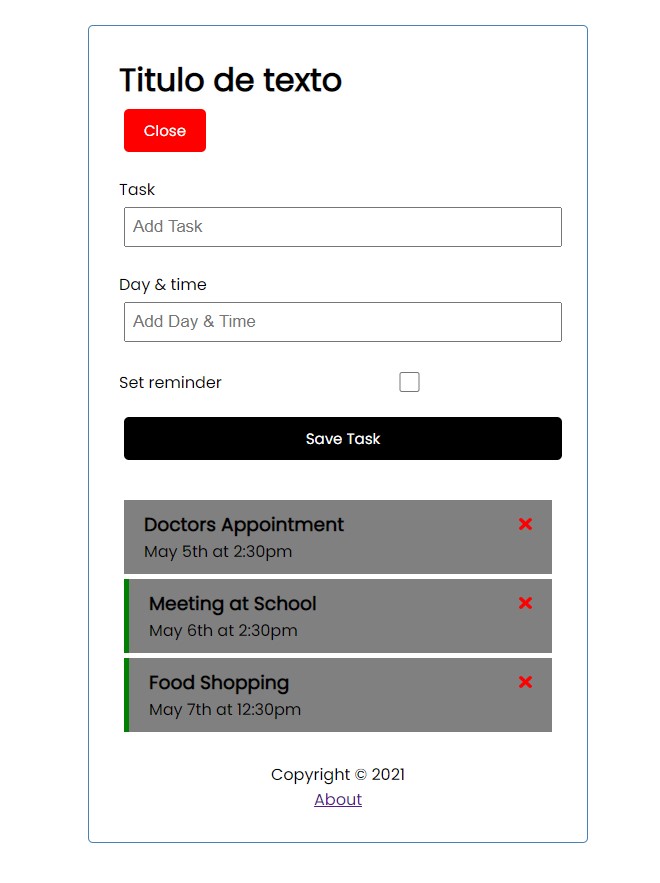 Titulo de texto
Close
Task
Add Task
Day & time
Add Day & Time
Set reminder
Save Task
Doctors Appointment
May 5th at 2:30pm
Meeting at School
May 6th at 2:30pm
Food Shopping
May 7th at 12:30pm
Copyright © 2021
About